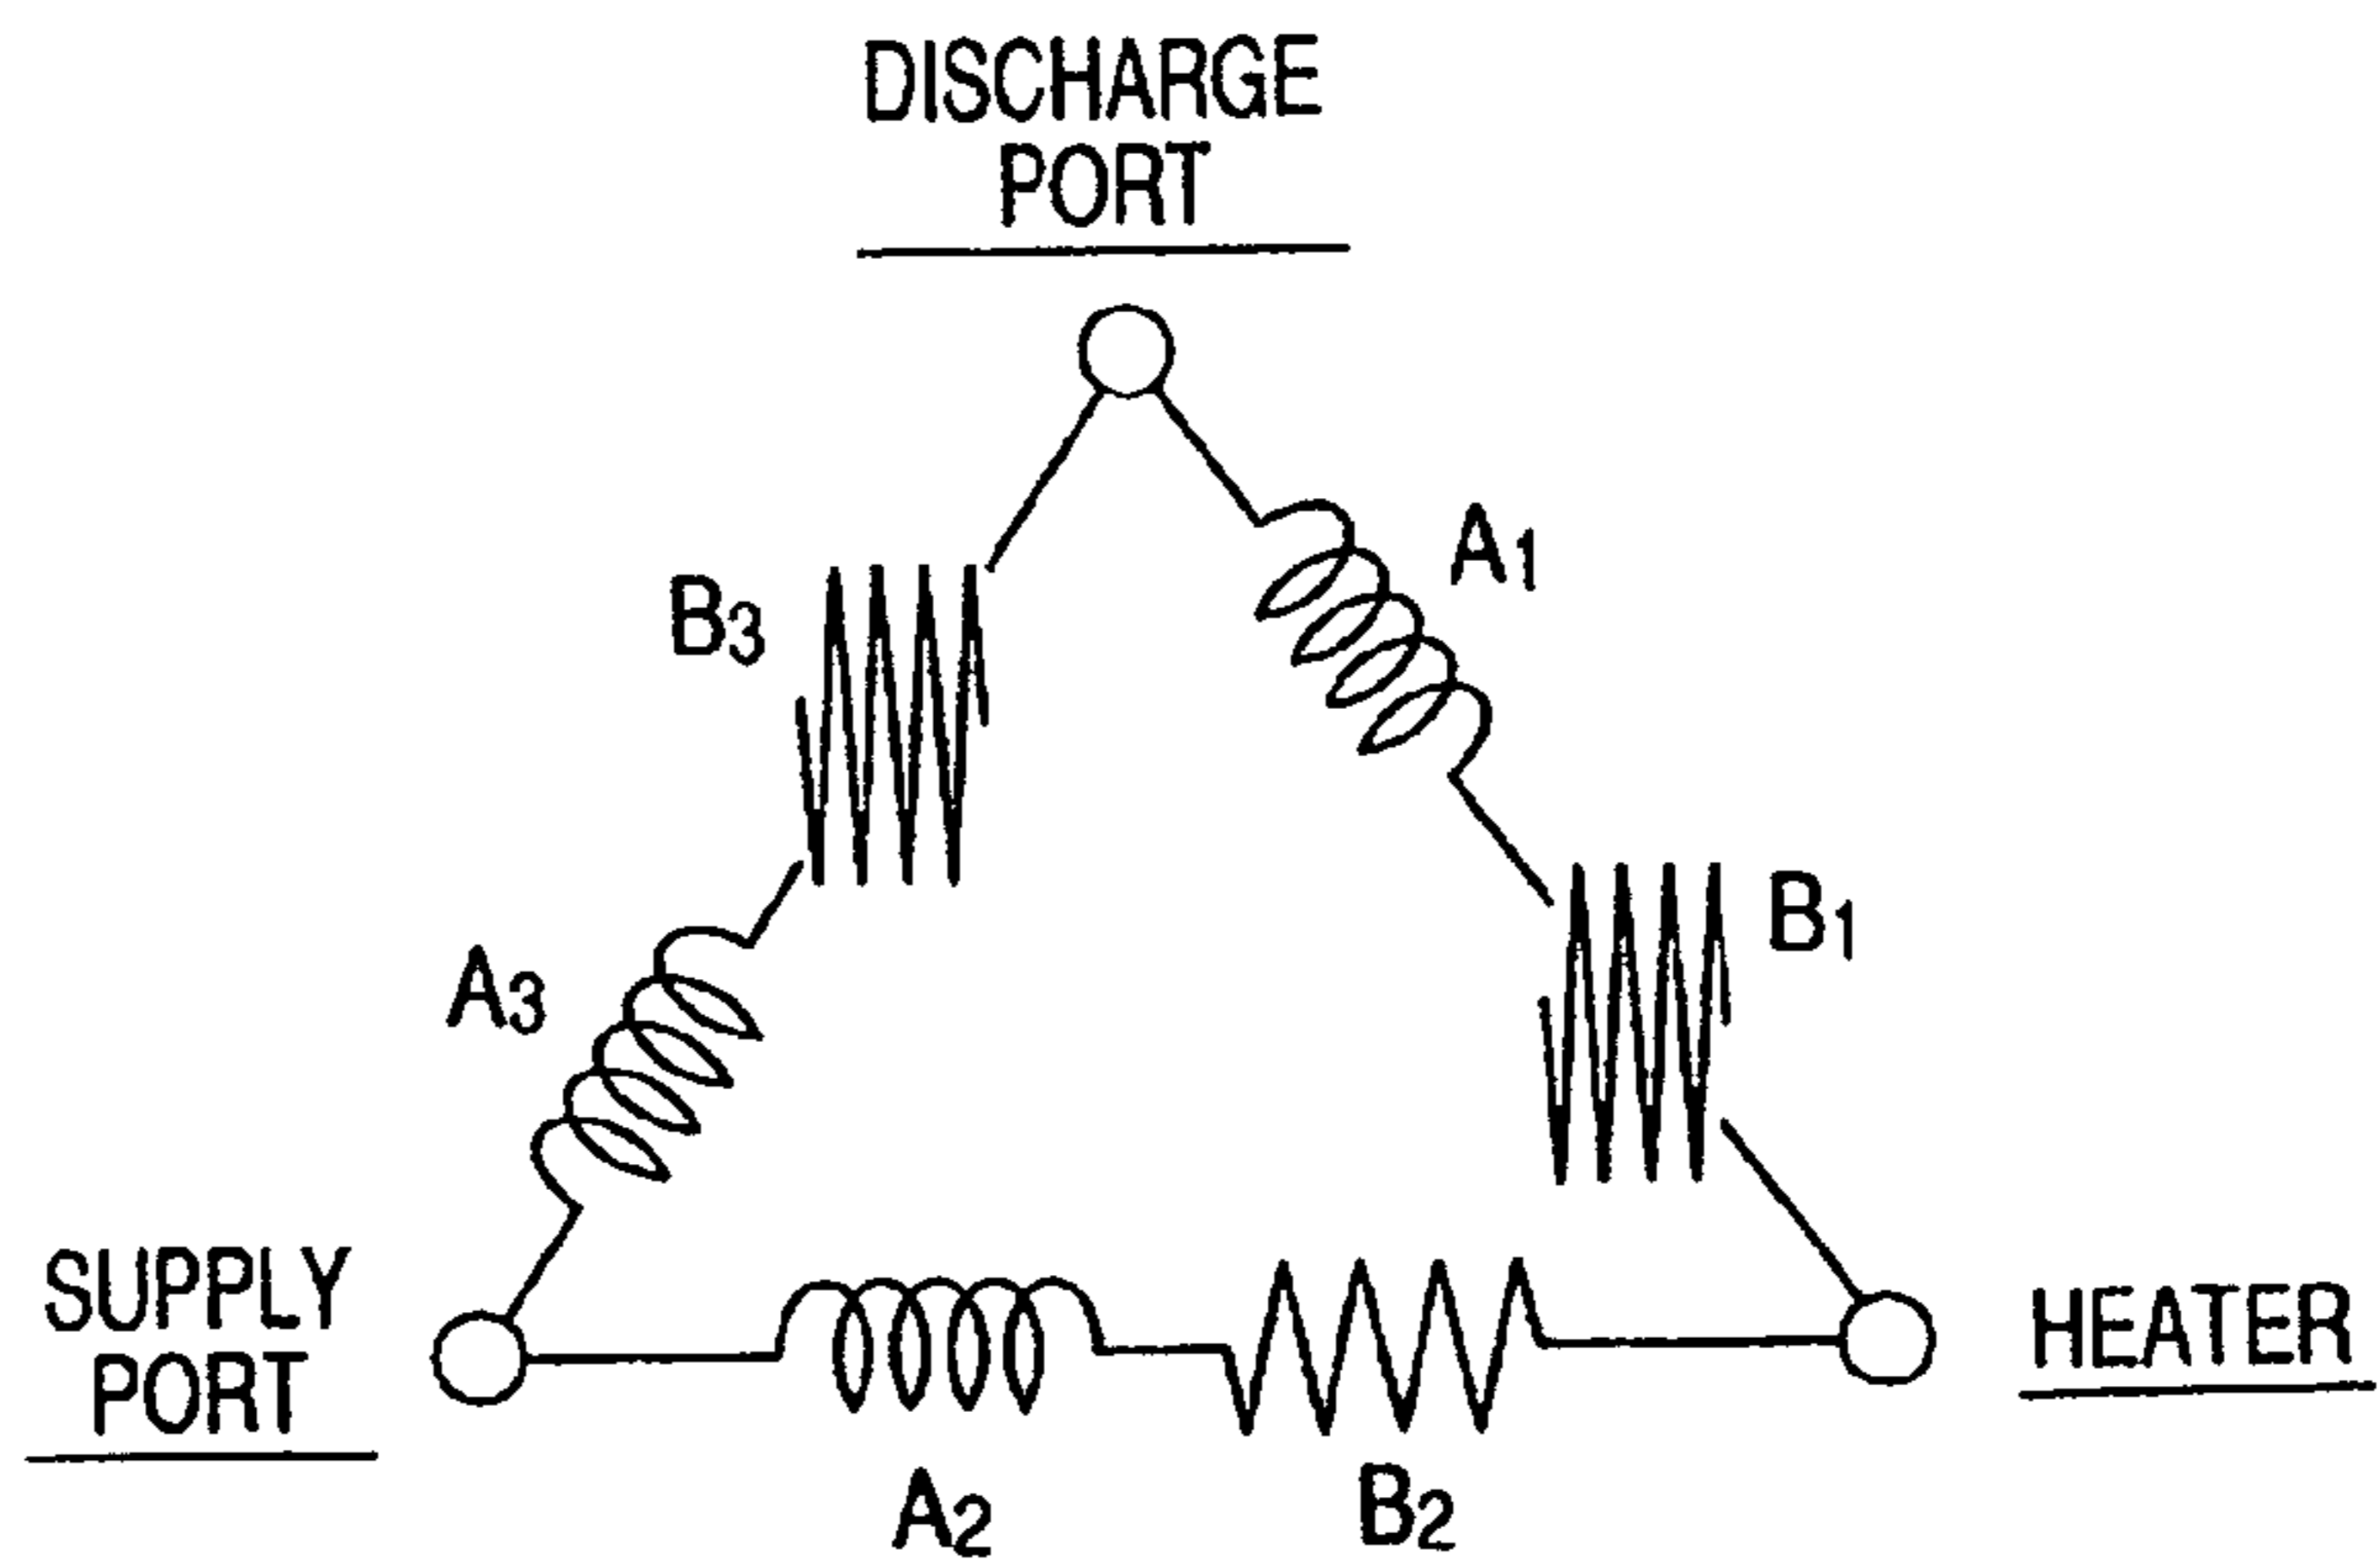 DISCHARGE
PORT
A1
B3
B1
A3
SUPPLY
PORT
HEATER
A2
B2